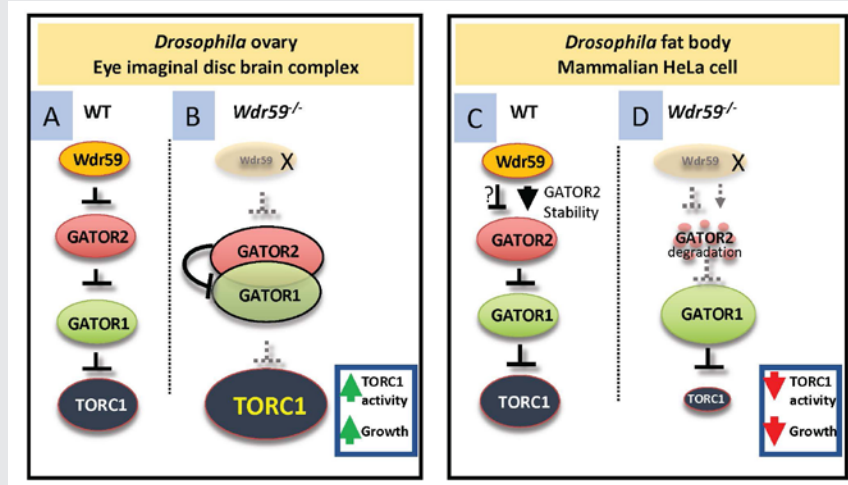 Drosophila ovary
Eye imaginal disc brain complex
A
WT
B
Wdr59-/-
Wdr59
Wdr59 X
GATOR2
GATOR2
GATOR1
GATOR1
TORC1
TORC1
TORC1
activity
Growth
Drosophila fat body
Mammalian HeLa cell
C
WT
D
Wdr59-/-
Wdr59
Wdr59 X
?
GATOR2
Stability
GATOR2
GATOR2
degradation
GATOR1
GATOR1
TORC1
TORC1
TORC1
activity
Growth